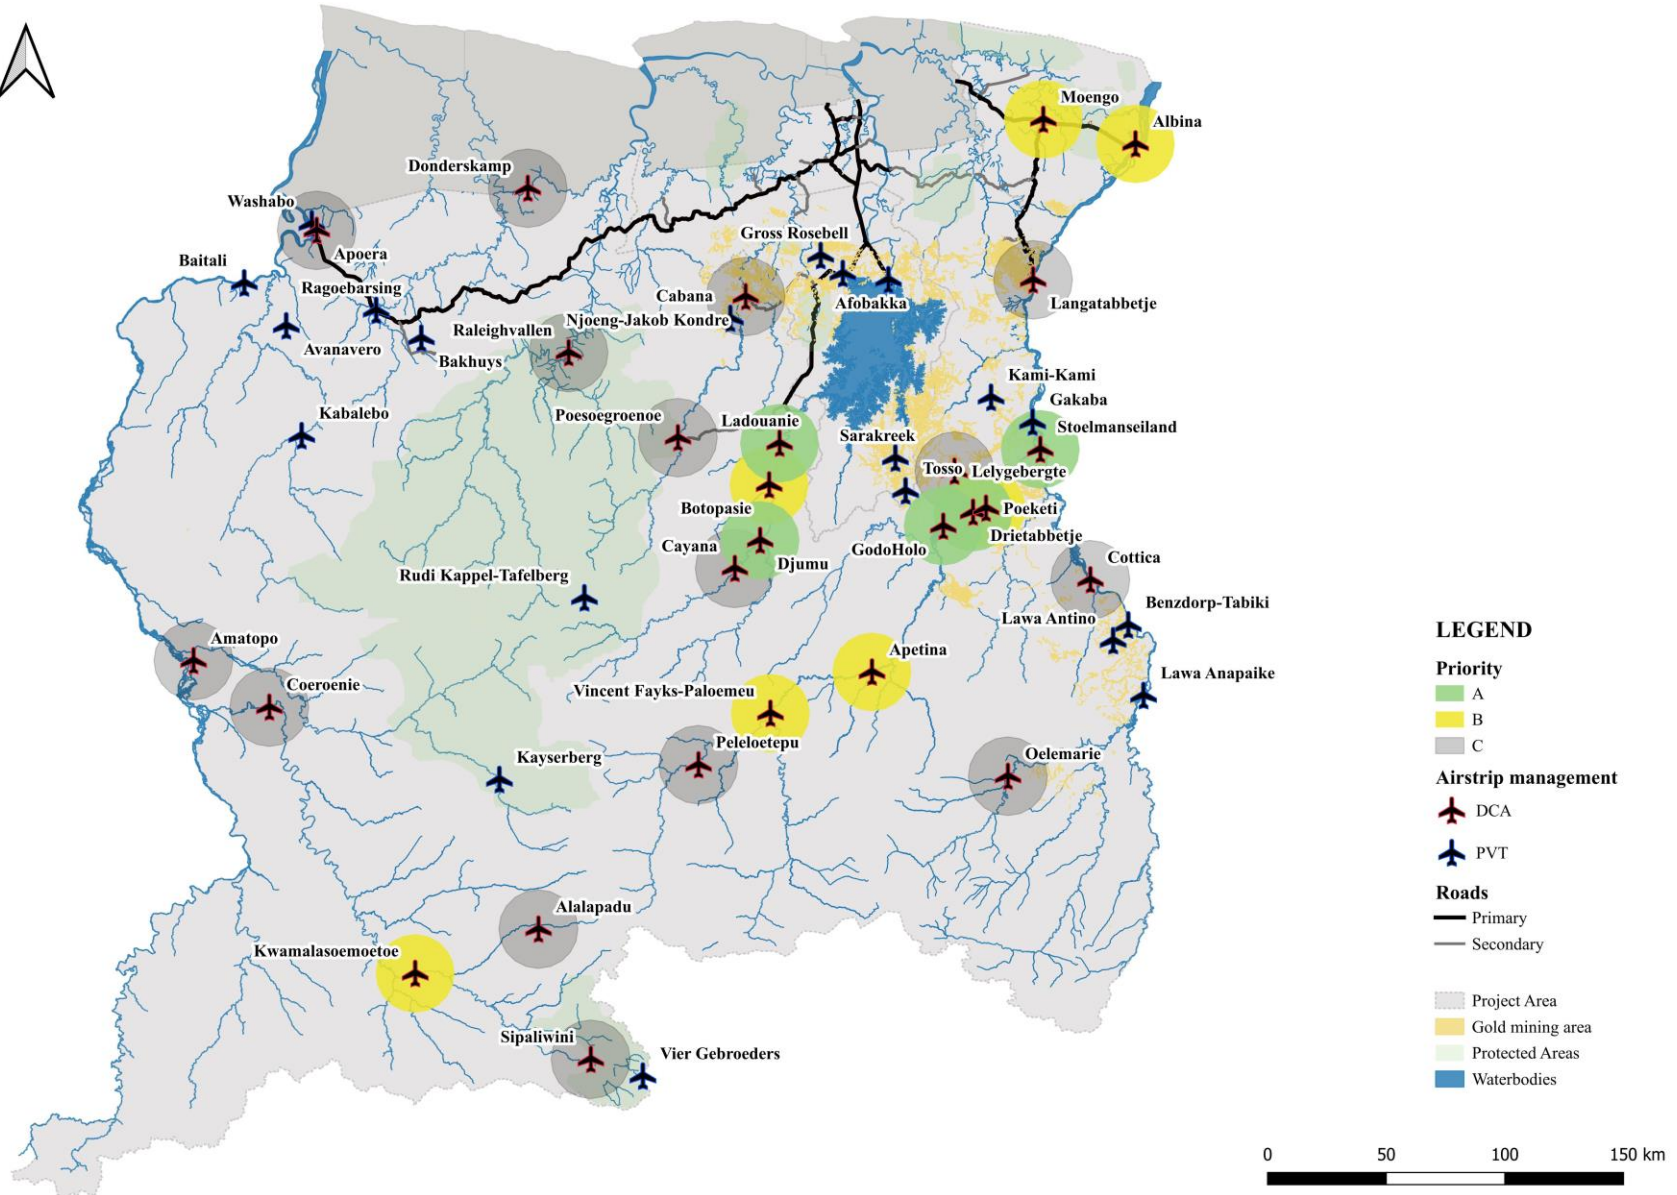 Moengo
Albina
Donderskamp
Washabo
Gross Rosebell
Apoera
Baitali
Ragoebarsing
Cabana
Afobakka
Langatabbetje
Njoeng-Jakob Kondre
Raleighvallen
Avanavero
Bakhuys
Kami-Kami
Gakaba
Kabalebo
Poesoegroenoe
Ladouanie
Stoelmanseiland
Sarakreek
Tosso
Lelygebergte
Botopasie
Poeketi
Drietabbetje
Cayana
GodoHolo
Djumu
Cottica
Rudi Kappel-Tafelberg
Benzdorp-Tabiki
Lawa Antino
Amatopo
Apetina
Lawa Anapaike
Coeroenie
Vincent Fayks-Paloemeu
Peleloetepu
Oelemarie
Kayserberg
Alalapadu
Kwamalasoemoetoe
Sipaliwini
Vier Gebroeders
LEGEND
Priority
A
B
C
Airstrip management
DCA
PVT
Roads
Primary
Secondary
Project Area
Gold mining area
Protected Areas
Waterbodies
0 50 100 150 km